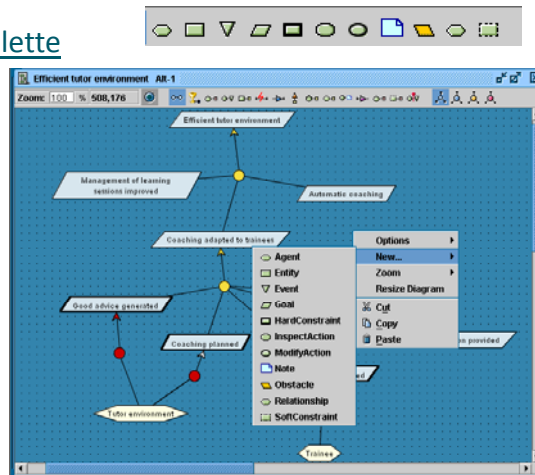 lette
Efficient tutor environment Alt-1
Zoom: 100 % 508,176
Efficient tutor environment
Management of learning
sessions improved
Automatic coaching
Coaching adapted to trainees
Options
New...
Zoom
Resize Diagram
Cut
Copy
Paste
Agent
Entity
Event
Goal
HardConstraint
InspectAction
ModifyAction
Note
Obstacle
Relationship
SoftConstraint
Good advice generated
Coaching planned
n provided
ed
Tutor environment
Trainee